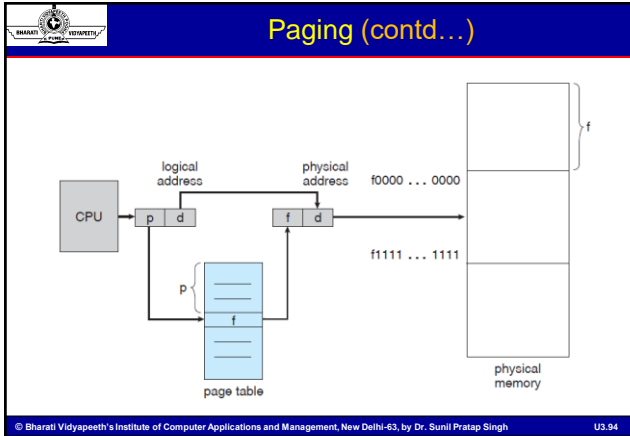 BHARATI VIDYAPEETH
PUNE
Paging (contd…)
logical
address
physical
address
f0000 … 0000
f
CPU
p d
f d
f1111 … 1111
p
f
page table
physical
memory
© Bharati Vidyapeeth's Institute of Computer Applications and Management, New Delhi-63, by Dr. Sunil Pratap Singh U3.94